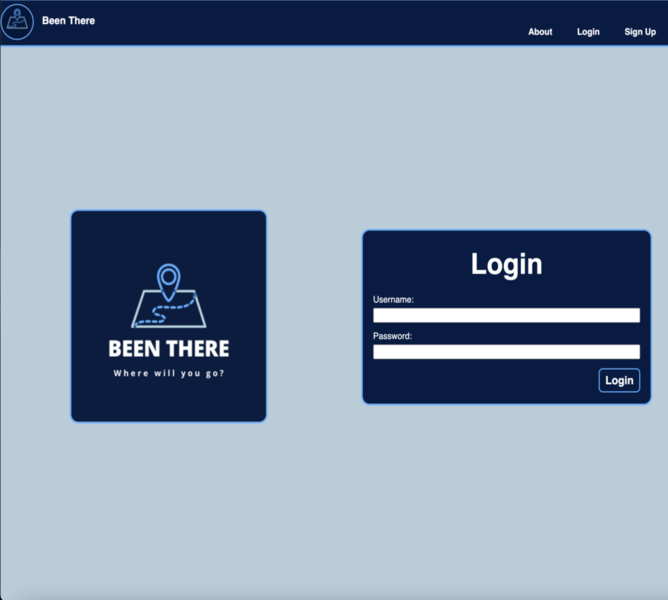 Been There
About Login Sign Up
BEEN THERE
Where will you go?
Login
Username:
Password:
Login